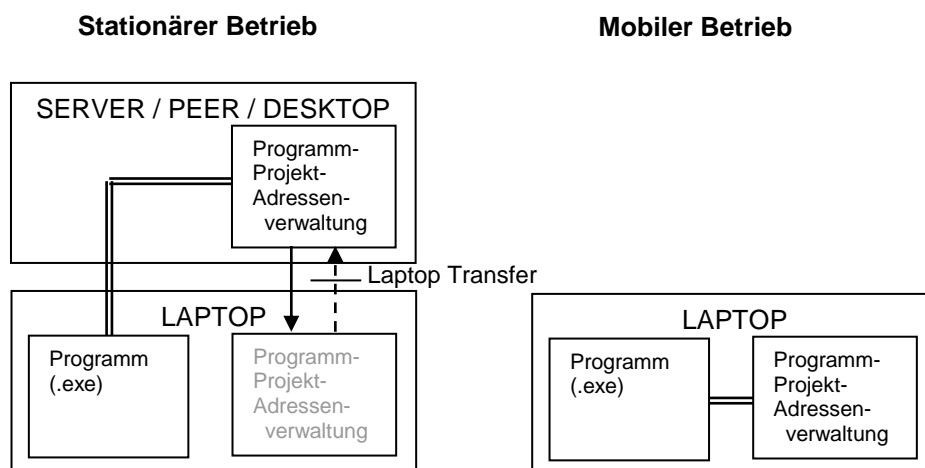 Stationärer Betrieb
Mobiler Betrieb
SERVER / PEER / DESKTOP
Programm-
Projekt-
Adressen-
verwaltung
Laptop Transfer
LAPTOP
Programm
(.exe)
Programm-
Projekt-
Adressen-
verwaltung
LAPTOP
Programm
(.exe)
Programm-
Projekt-
Adressen-
verwaltung